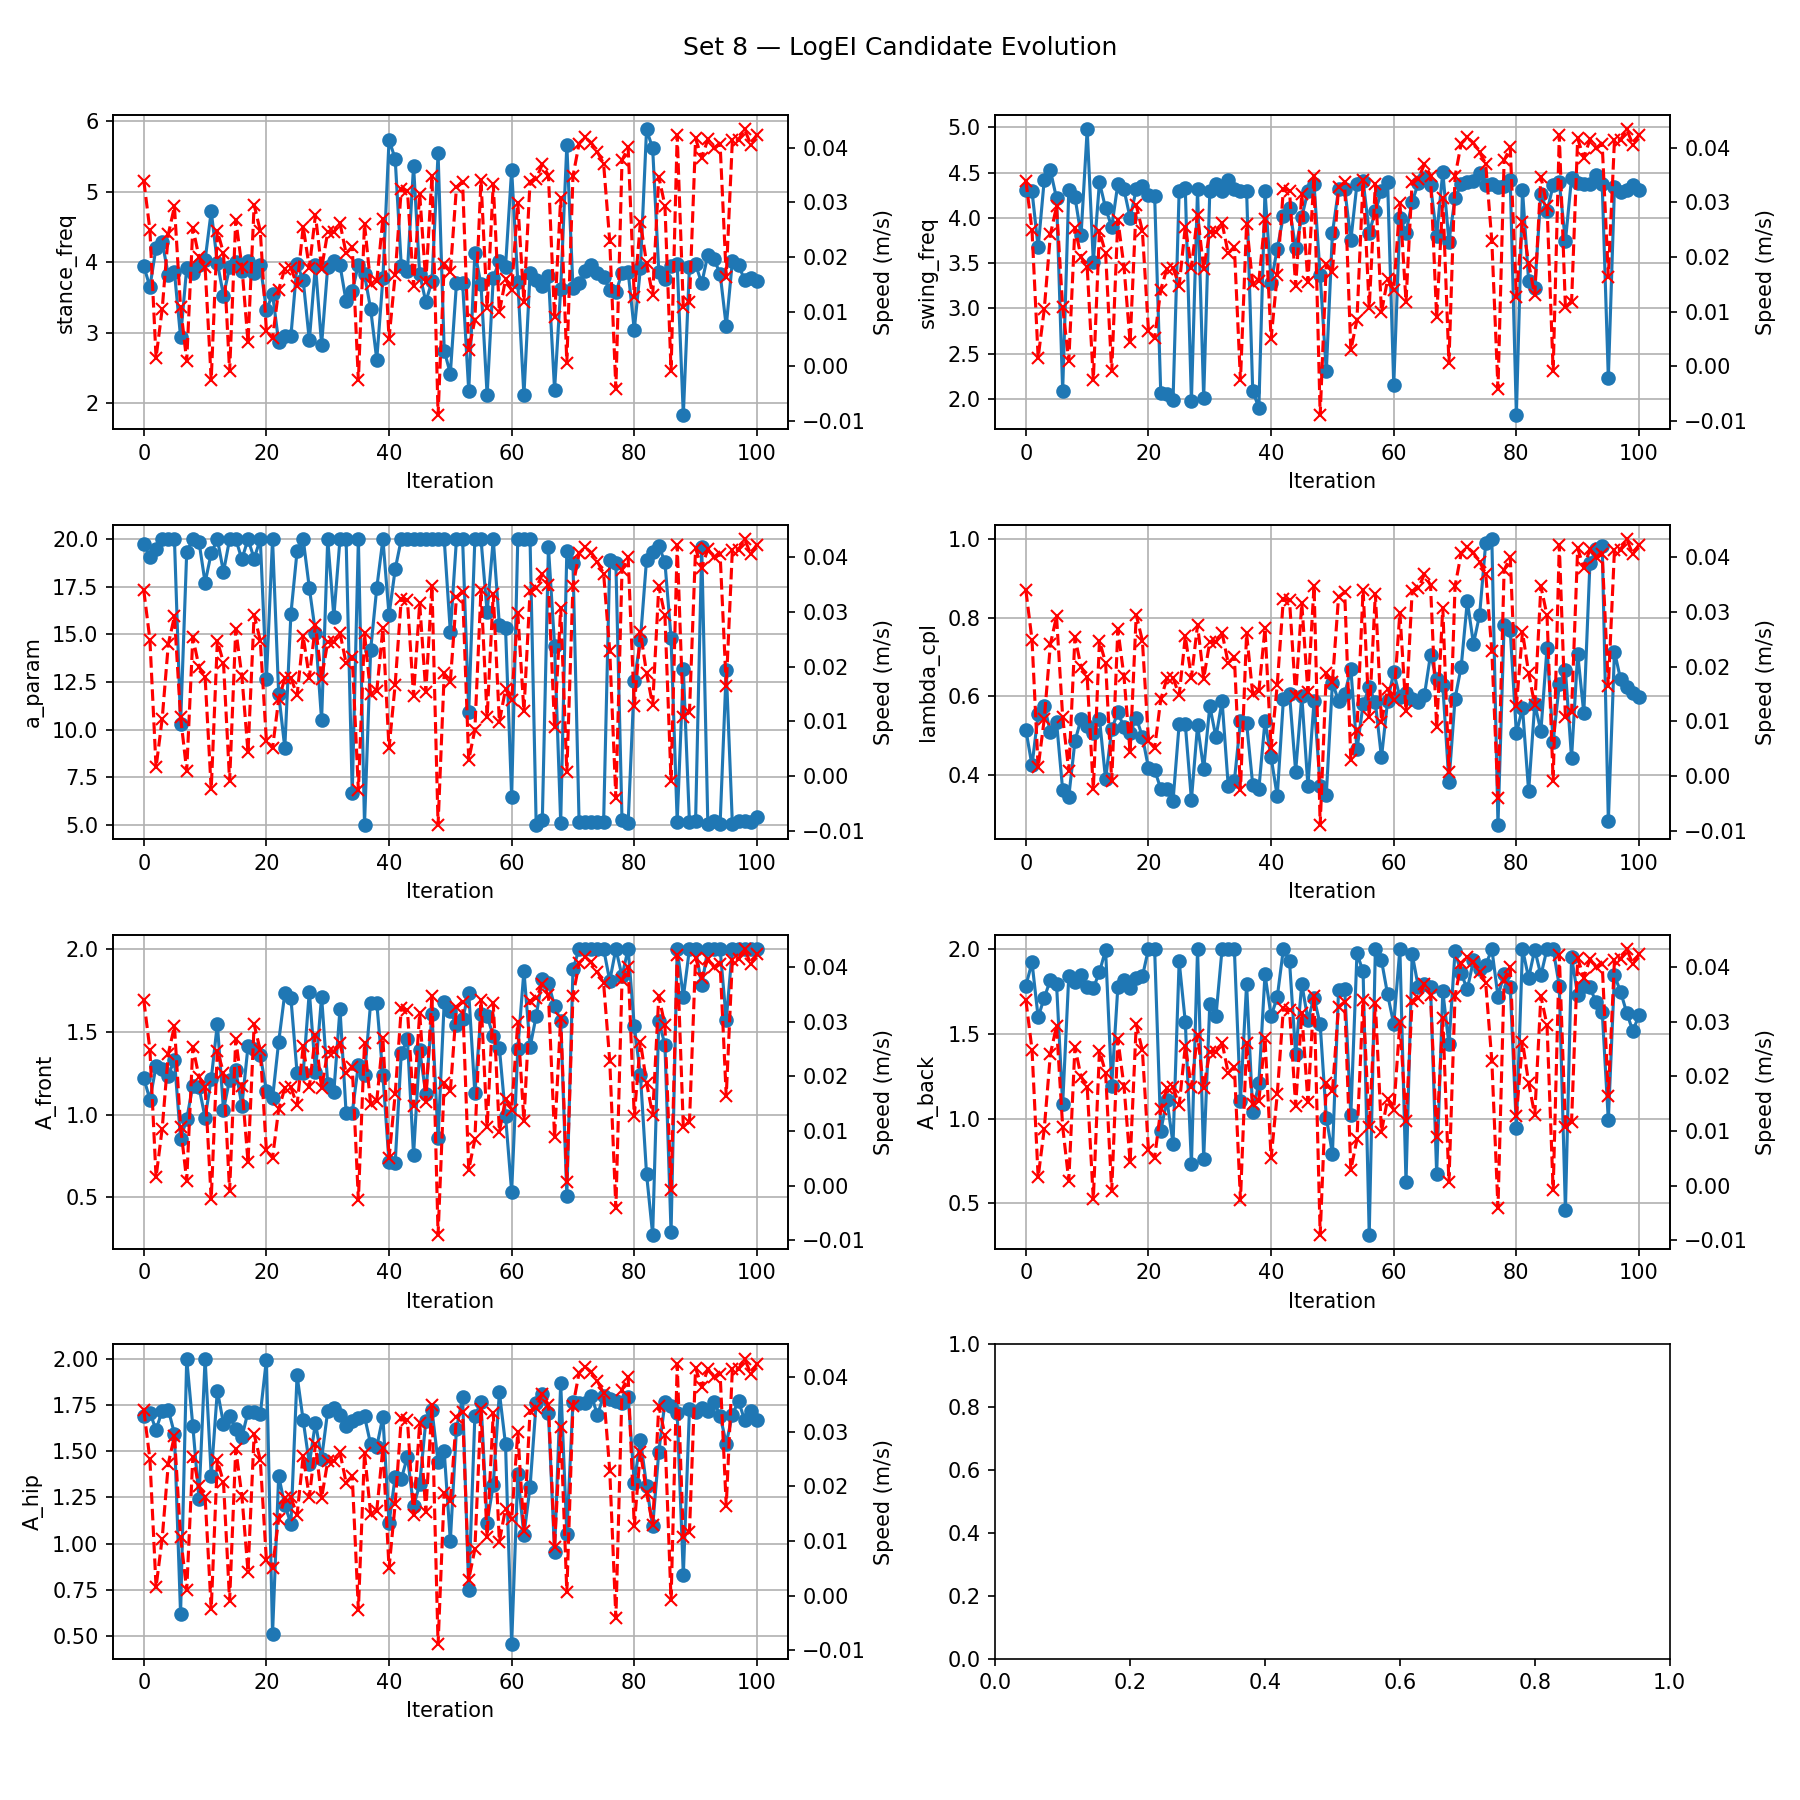 Set 8 — LogEI Candidate Evolution
stance_freq
6
5
4
3
2
0 20 40 60 80 100
Iteration
0.04
0.03
0.02
0.01
0.00
−0.01
Speed (m/s)
swing_freq
5.0
4.5
4.0
3.5
3.0
2.5
2.0
0 20 40 60 80 100
Iteration
0.04
0.03
0.02
0.01
0.00
−0.01
Speed (m/s)
a_param
20.0
17.5
15.0
12.5
10.0
7.5
5.0
0 20 40 60 80 100
Iteration
0.04
0.03
0.02
0.01
0.00
−0.01
Speed (m/s)
lambda_cpl
1.0
0.8
0.6
0.4
0 20 40 60 80 100
Iteration
0.04
0.03
0.02
0.01
0.00
−0.01
Speed (m/s)
A_front
2.0
1.5
1.0
0.5
0 20 40 60 80 100
Iteration
0.04
0.03
0.02
0.01
0.00
−0.01
Speed (m/s)
A_back
2.0
1.5
1.0
0.5
0 20 40 60 80 100
Iteration
0.04
0.03
0.02
0.01
0.00
−0.01
Speed (m/s)
A_hip
2.00
1.75
1.50
1.25
1.00
0.75
0.50
0 20 40 60 80 100
Iteration
0.04
0.03
0.02
0.01
0.00
−0.01
Speed (m/s)
1.0
0.8
0.6
0.4
0.2
0.0
0.0 0.2 0.4 0.6 0.8 1.0